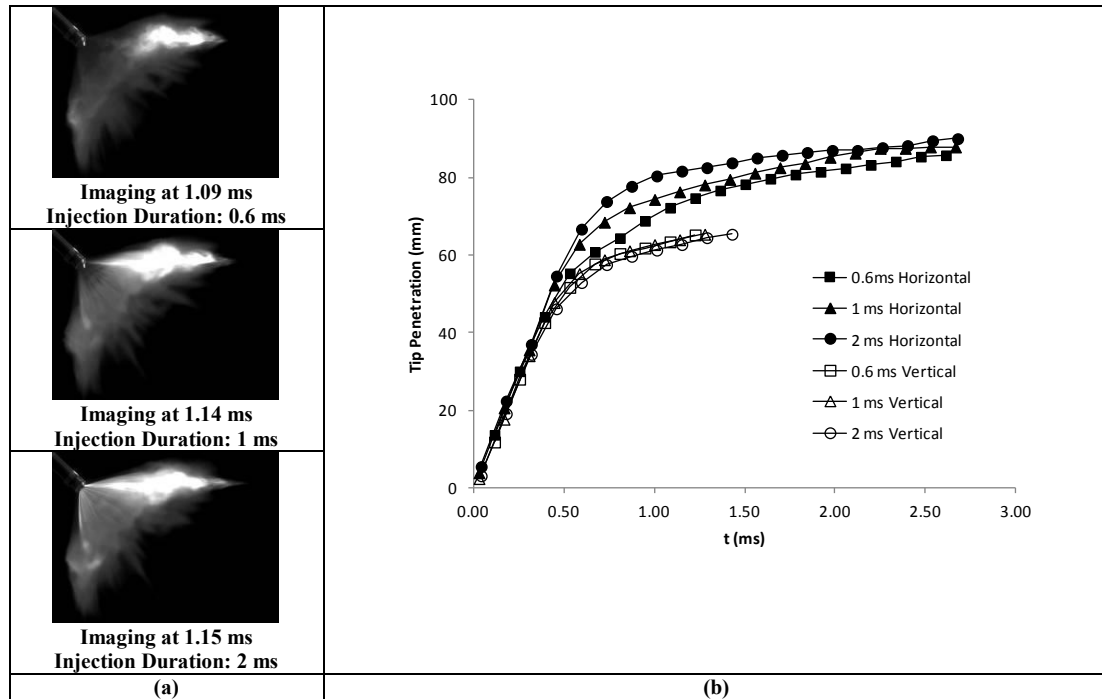 Imaging at 1.09 ms
Injection Duration: 0.6 ms
Imaging at 1.14 ms
Injection Duration: 1 ms
Imaging at 1.15 ms
Injection Duration: 2 ms
(a)
100
80
60
40
20
0
Tip Penetration (mm)
0.00 0.50 1.00 1.50 2.00 2.50 3.00
t (ms)
0.6ms Horizontal
1 ms Horizontal
2 ms Horizontal
0.6 ms Vertical
1 ms Vertical
2 ms Vertical
(b)